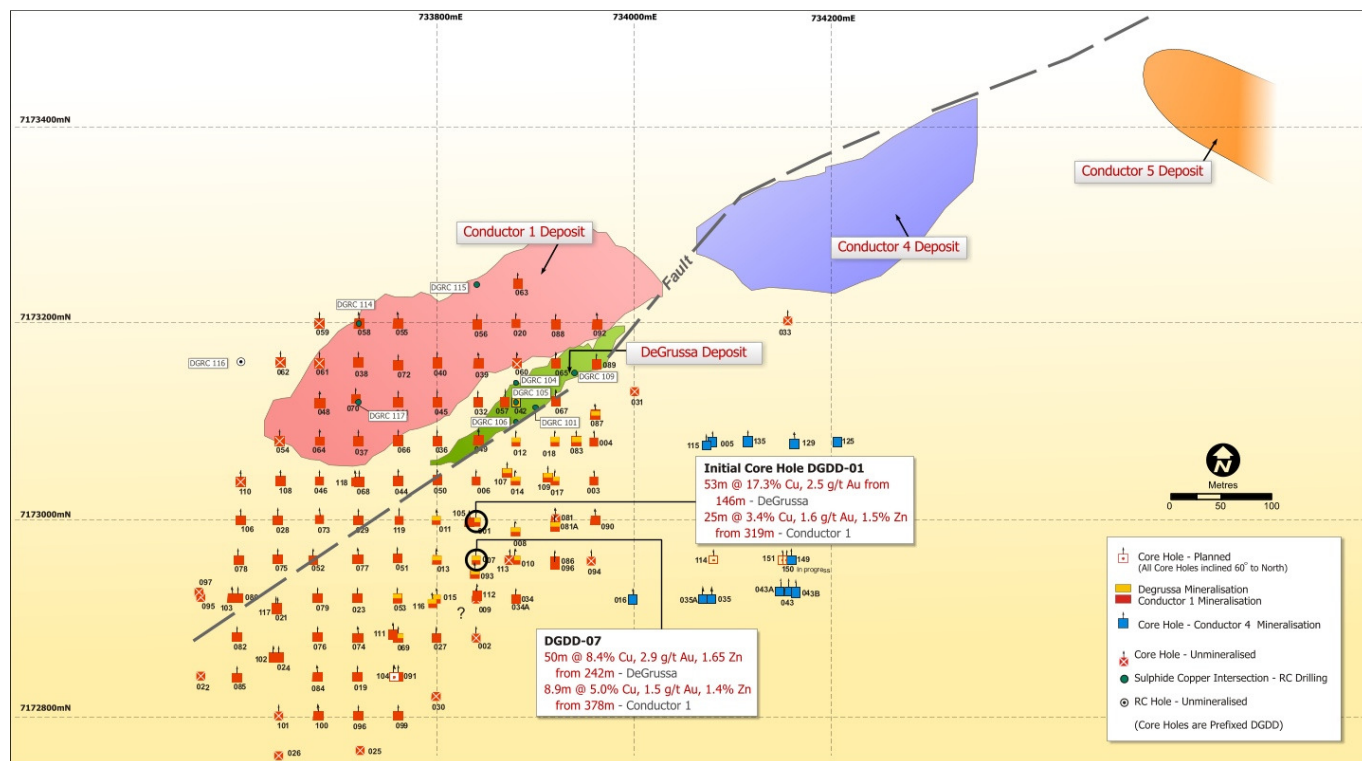 733800mE
734000mE
734200mE
7173400mN
Conductor 5 Deposit
Conductor 1 Deposit
Conductor 4 Deposit
Fault
DGRC 115
063
DGRC 114
7173200mN
059
058
055
056
020
088
092
033
DeGrussa Deposit
DGRC 116
062
061
038
072
040
039
060
065
089
DGRC 109
DGRC 104
DGRC 105
031
048
070
DGRC 117
045
032
057
042
067
087
DGRC 106
DGRC 101
054
064
037
066
036
049
012
018
083
004
115
005
135
129
125
110
108
046
118
068
044
050
006
107
014
109
017
003
Initial Core Hole DGDD-01
53m @ 17.3% Cu, 2.5 g/t Au from
146m - DeGrussa
25m @ 3.4% Cu, 1.6 g/t Au, 1.5% Zn
from 319m - Conductor 1
N
Metres
0 50 100
7173000mN
106
028
073
029
119
011
105
001
008
081
081A
090
078
075
052
077
051
013
007
093
113
010
086
096
094
114
151
149
150 in progress
097
095
103
080
117
021
079
023
053
116
015
112
009
034
034A
016
035A
035
043A
043
043B
?
082
076
074
111
069
027
002
102
024
022
085
084
019
104
091
030
DGDD-07
50m @ 8.4% Cu, 2.9 g/t Au, 1.65 Zn
from 242m - DeGrussa
8.9m @ 5.0% Cu, 1.5 g/t Au, 1.4% Zn
from 378m - Conductor 1
7172800mN
101
100
096
099
026
025
Core Hole - Planned
(All Core Holes inclined 60° to North)
Degrussa Mineralisation
Conductor 1 Mineralisation
Core Hole - Conductor 4 Mineralisation
Core Hole - Unmineralised
Sulphide Copper Intersection - RC Drilling
RC Hole - Unmineralised
(Core Holes are Prefixed DGDD)